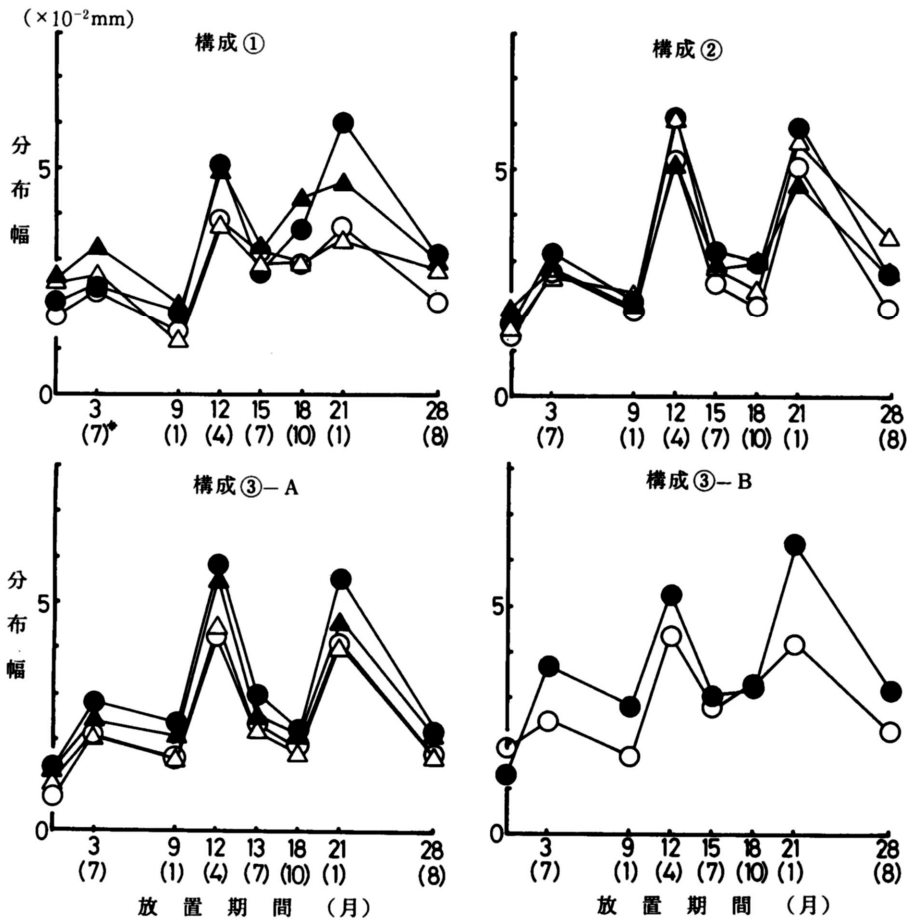 (×10⁻²mm)
構成①
分布幅
5
0
3 9 12 15 18 21 28
(7)* (1) (4) (7) (10) (1) (8)
構成②
5
0
3 9 12 15 18 21 28
(7) (1) (4) (7) (10) (1) (8)
構成③−A
分布幅
5
0
3 9 12 13 18 21 28
(7) (1) (4) (7) (10) (1) (8)
放置期間 (月)
構成③−B
5
0
3 9 12 15 18 21 28
(7) (1) (4) (7) (10) (1) (8)
放置期間 (月)